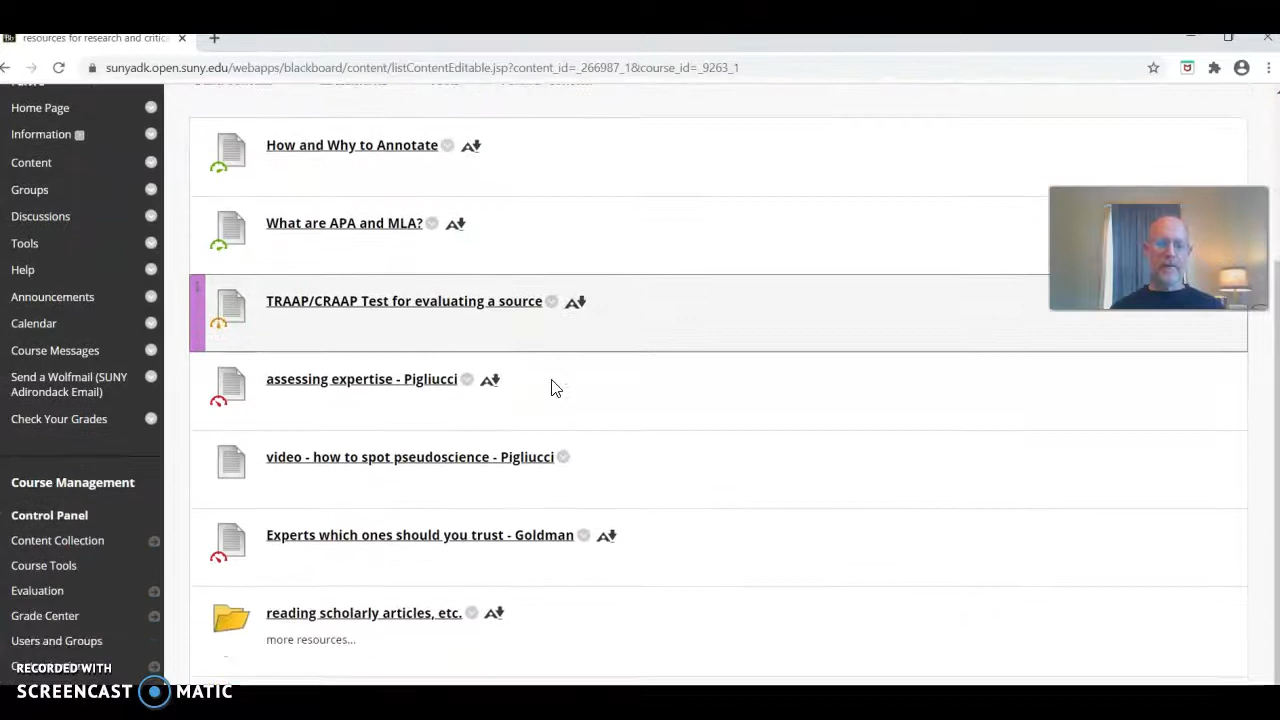 resources for research and critic
sunyadk.open.suny.edu/webapps/blackboard/content/listContentEditable.jsp?content_id=_266987_1&course_id=_9263_1
Home Page
Information
Content
Groups
Discussions
Tools
Help
Announcements
Calendar
Course Messages
Send a Wolfmail (SUNY
Adirondack Email)
Check Your Grades
Course Management
Control Panel
Content Collection
Course Tools
Evaluation
Grade Center
Users and Groups
How and Why to Annotate
What are APA and MLA?
TRAAP/CRAAP Test for evaluating a source
assessing expertise - Pigliucci
video - how to spot pseudoscience - Pigliucci
Experts which ones should you trust - Goldman
reading scholarly articles, etc.
more resources...
RECORDED WITH
SCREENCAST MATIC